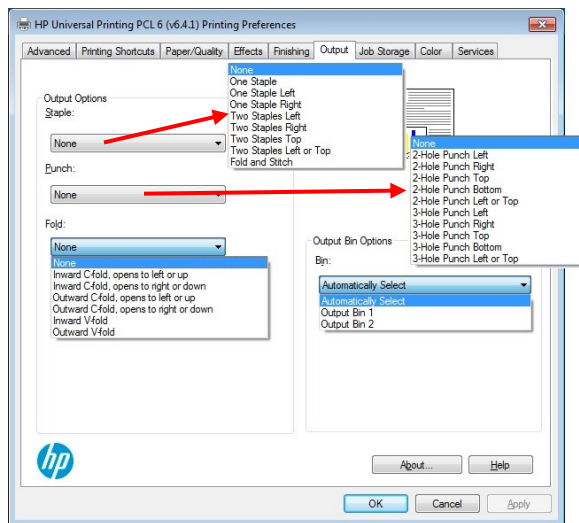 HP Universal Printing PCL 6 (v6.4.1) Printing Preferences
Advanced Printing Shortcuts Paper/Quality Effects Finishing Output Job Storage Color Services
Output Options
Staple:
None
None
One Staple
One Staple Left
One Staple Right
Two Staples Left
Two Staples Right
Two Staples Top
Two Staples Left or Top
Fold and Stitch
Punch:
None
None
2-Hole Punch Left
2-Hole Punch Right
2-Hole Punch Top
2-Hole Punch Bottom
2-Hole Punch Left or Top
3-Hole Punch Left
3-Hole Punch Right
3-Hole Punch Top
3-Hole Punch Bottom
3-Hole Punch Left or Top
Fold:
None
None
Inward C-fold, opens to left or up
Inward C-fold, opens to right or down
Outward C-fold, opens to left or up
Outward C-fold, opens to right or down
Inward V-fold
Outward V-fold
Output Bin Options
Bin:
Automatically Select
Automatically Select
Output Bin 1
Output Bin 2
hp
About...
Help
OK
Cancel
Apply